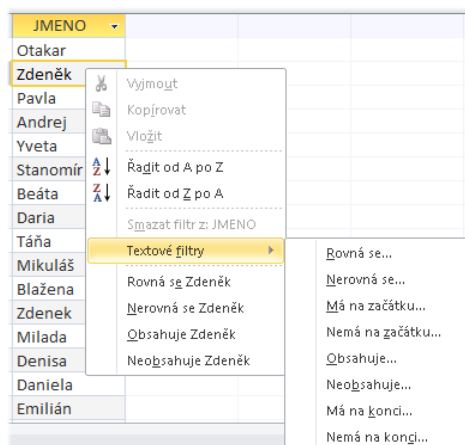 JMENO
Otakar
Zdeněk
Pavla
Andrej
Yveta
Stanomír
Beáta
Daria
Táňa
Mikuláš
Blažena
Zdenek
Milada
Denisa
Daniela
Emilián
Vyjmout
Kopírovat
Vložit
Řadit od A po Z
Řadit od Z po A
Smazat filtr z: JMENO
Textové filtry
Rovná se Zdeněk
Nerovná se Zdeněk
Obsahuje Zdeněk
Neobsahuje Zdeněk
Rovná se...
Nerovná se...
Má na začátku...
Nemá na začátku...
Obsahuje...
Neobsahuje...
Má na konci...
Nemá na konci...